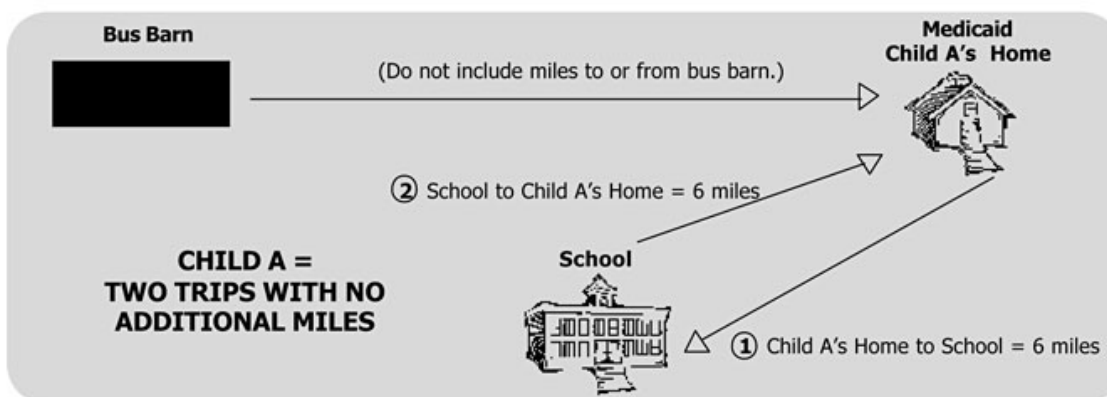 Bus Barn
Medicaid
Child A's Home
(Do not include miles to or from bus barn.)
② School to Child A's Home = 6 miles
CHILD A =
TWO TRIPS WITH NO
ADDITIONAL MILES
School
① Child A's Home to School = 6 miles